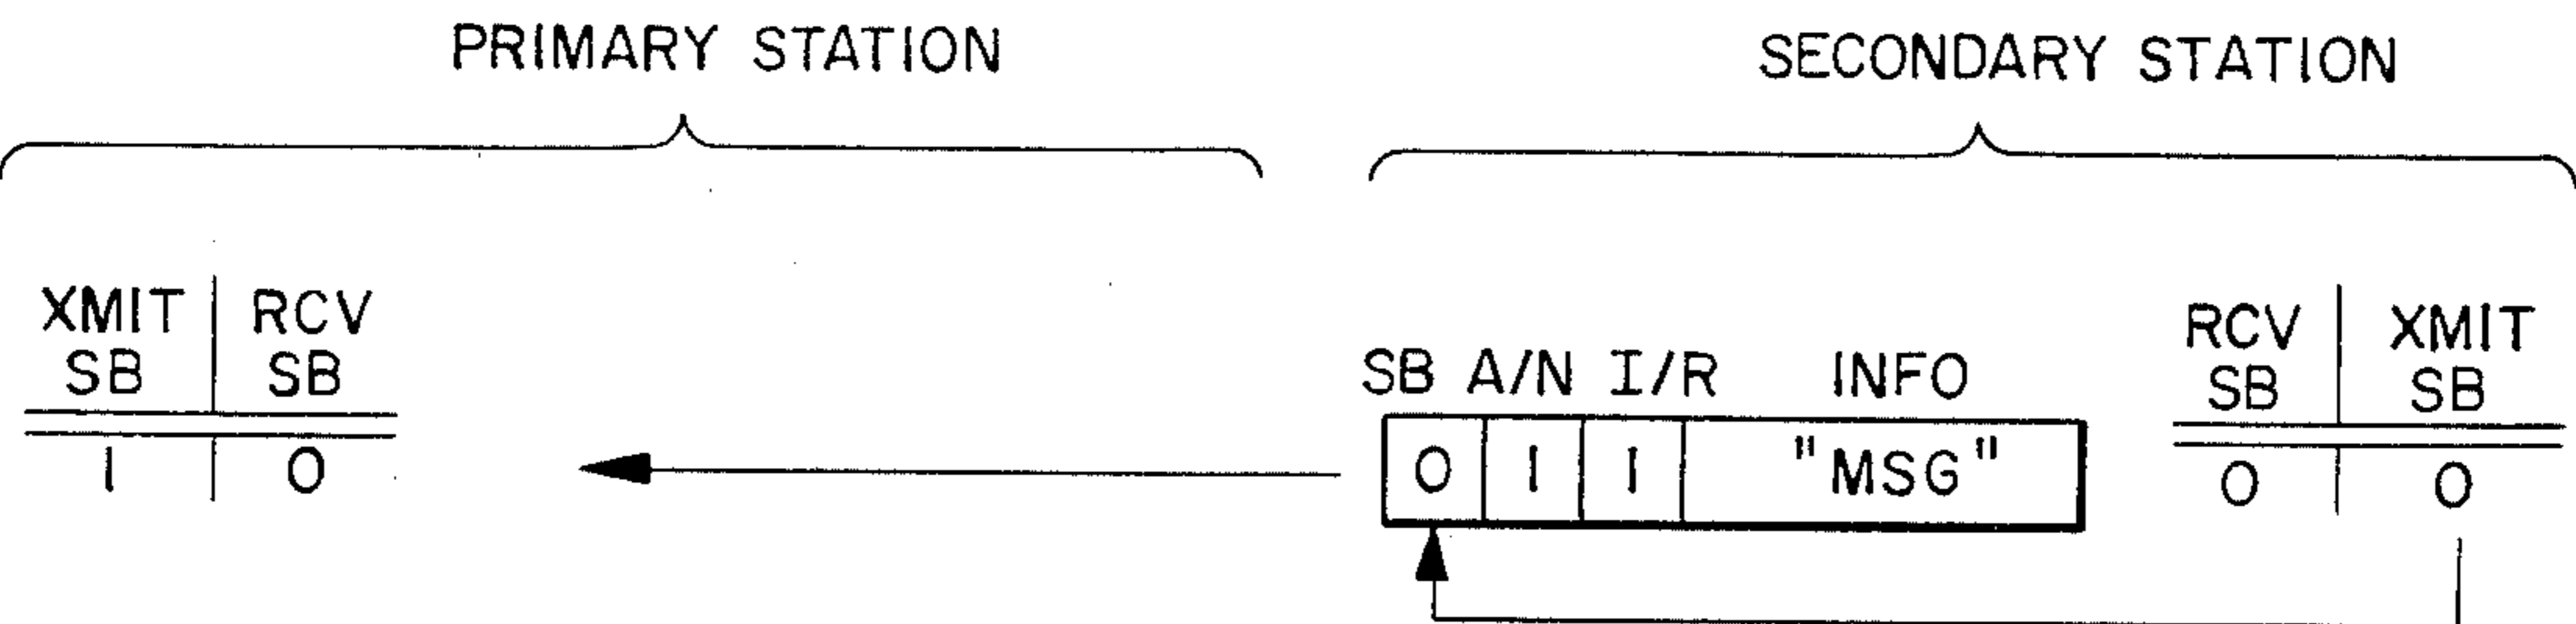 PRIMARY STATION
SECONDARY STATION
XMIT SB
RCV SB
1
0
SB A/N I/R INFO
0 1 1 "MSG"
RCV SB
XMIT SB
0
0